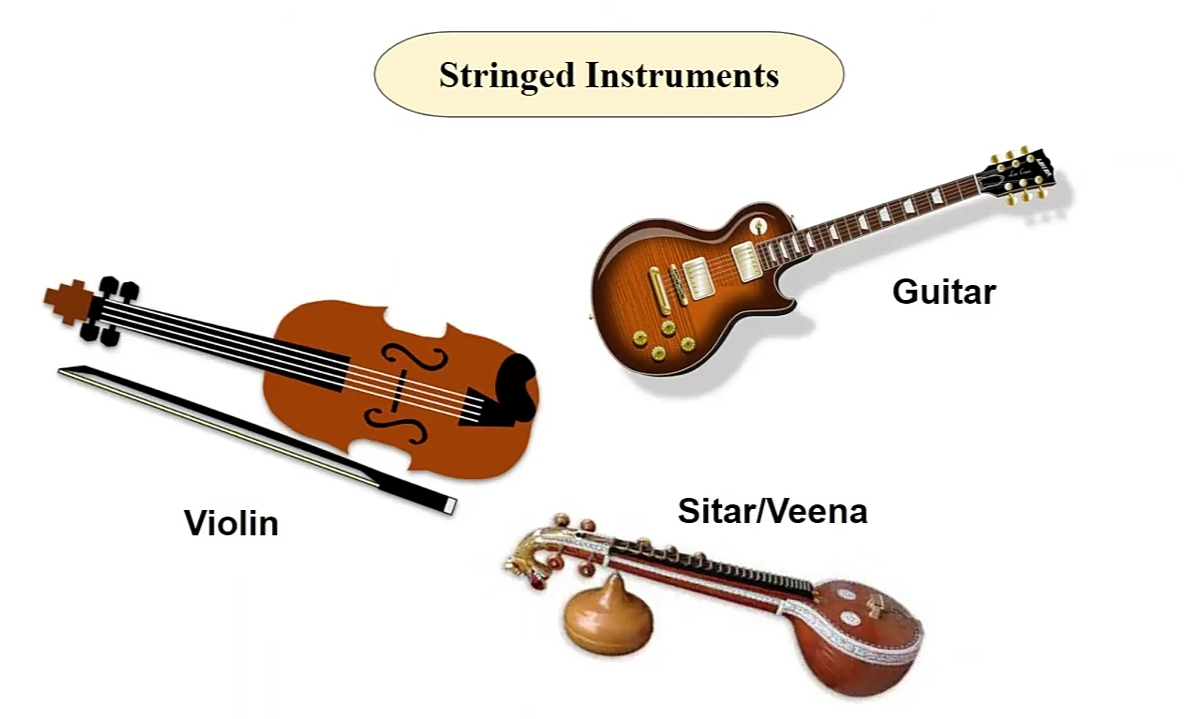 Stringed Instruments
Guitar
Violin
Sitar/Veena